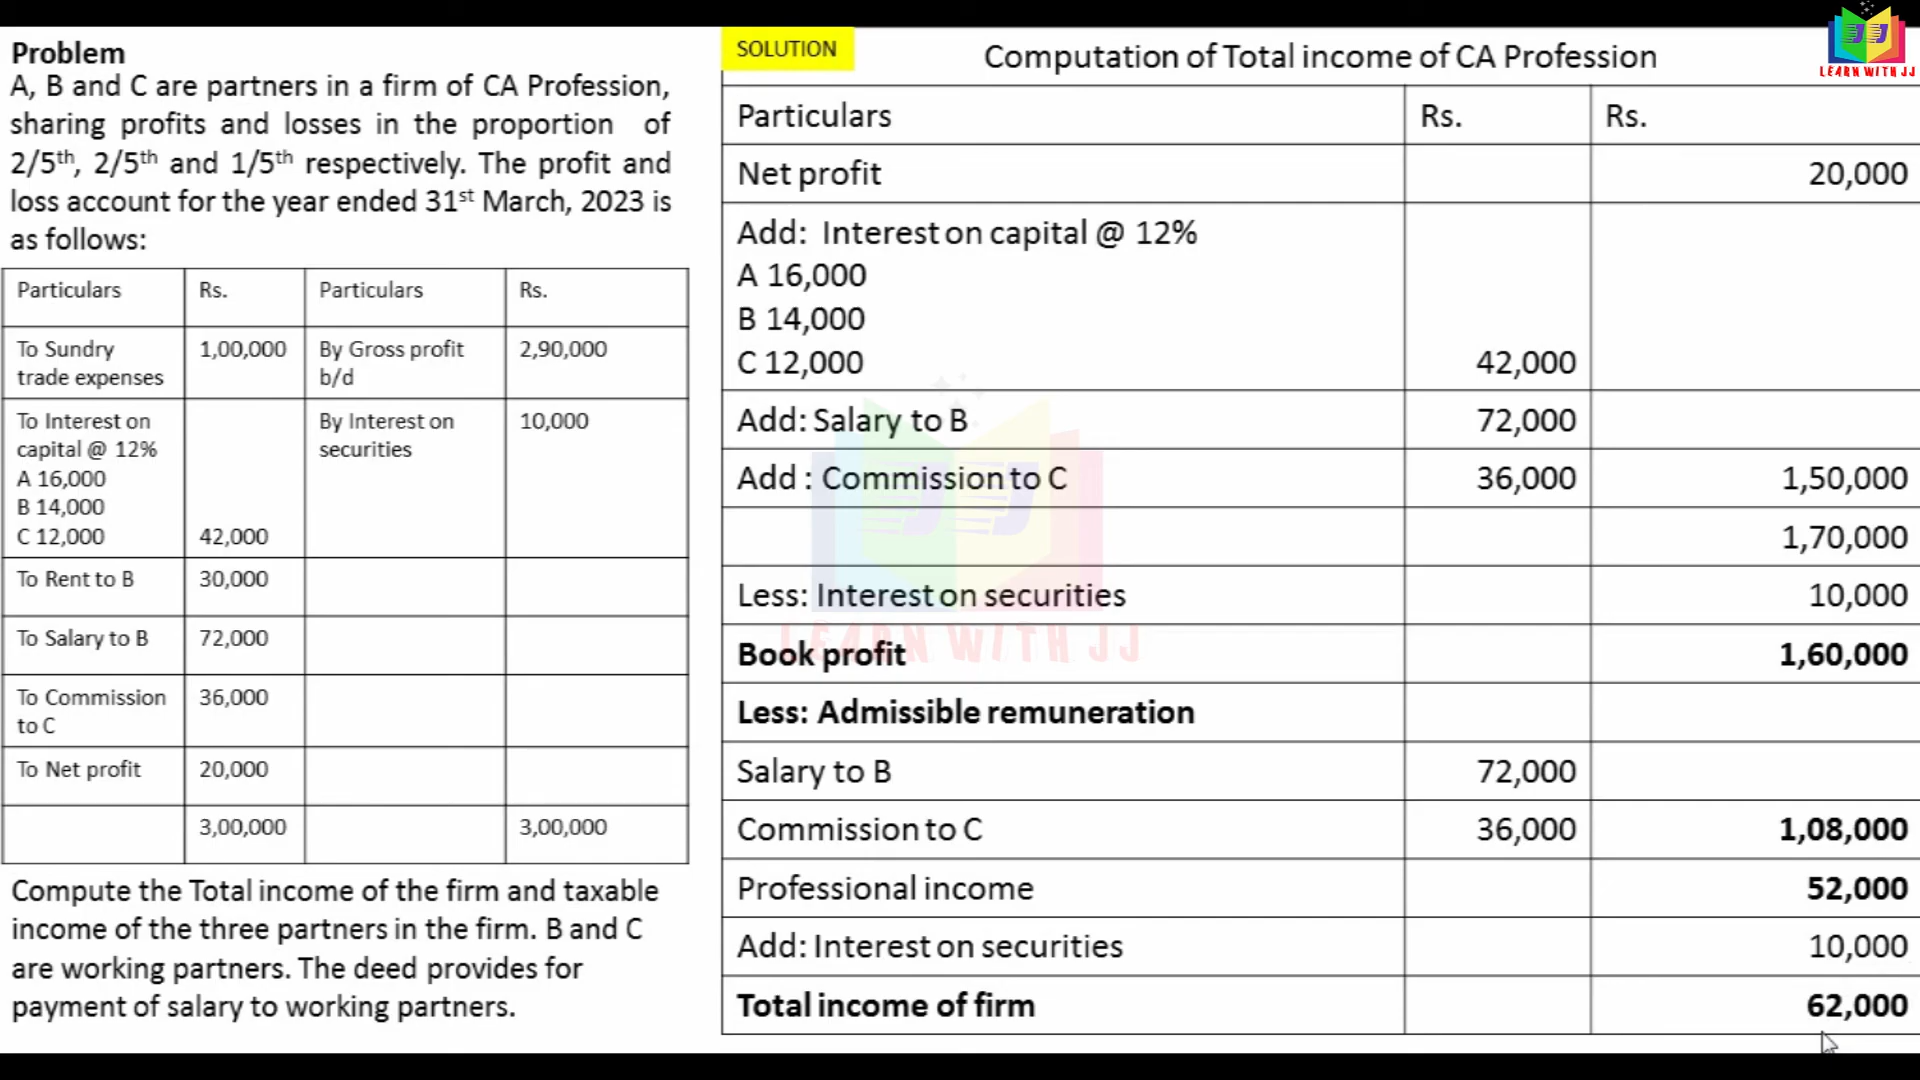 Problem
A, B and C are partners in a firm of CA Profession,
sharing profits and losses in the proportion of
2/5th, 2/5th and 1/5th respectively. The profit and
loss account for the year ended 31st March, 2023 is
as follows:
Particulars Rs. Particulars Rs.
To Sundry trade expenses 1,00,000 By Gross profit b/d 2,90,000
To Interest on capital @ 12% By Interest on securities 10,000
A 16,000
B 14,000
C 12,000 42,000
To Rent to B 30,000
To Salary to B 72,000
To Commission to C 36,000
To Net profit 20,000
3,00,000 3,00,000
Compute the Total income of the firm and taxable
income of the three partners in the firm. B and C
are working partners. The deed provides for
payment of salary to working partners.
SOLUTION
Computation of Total income of CA Profession
Particulars Rs. Rs.
Net profit 20,000
Add: Interest on capital @ 12%
A 16,000
B 14,000
C 12,000 42,000
Add: Salary to B 72,000
Add : Commission to C 36,000 1,50,000
1,70,000
Less: Interest on securities 10,000
Book profit 1,60,000
Less: Admissible remuneration
Salary to B 72,000
Commission to C 36,000 1,08,000
Professional income 52,000
Add: Interest on securities 10,000
Total income of firm 62,000
JJ
LEARN WITH JJ
JJ
LEARN WITH JJ